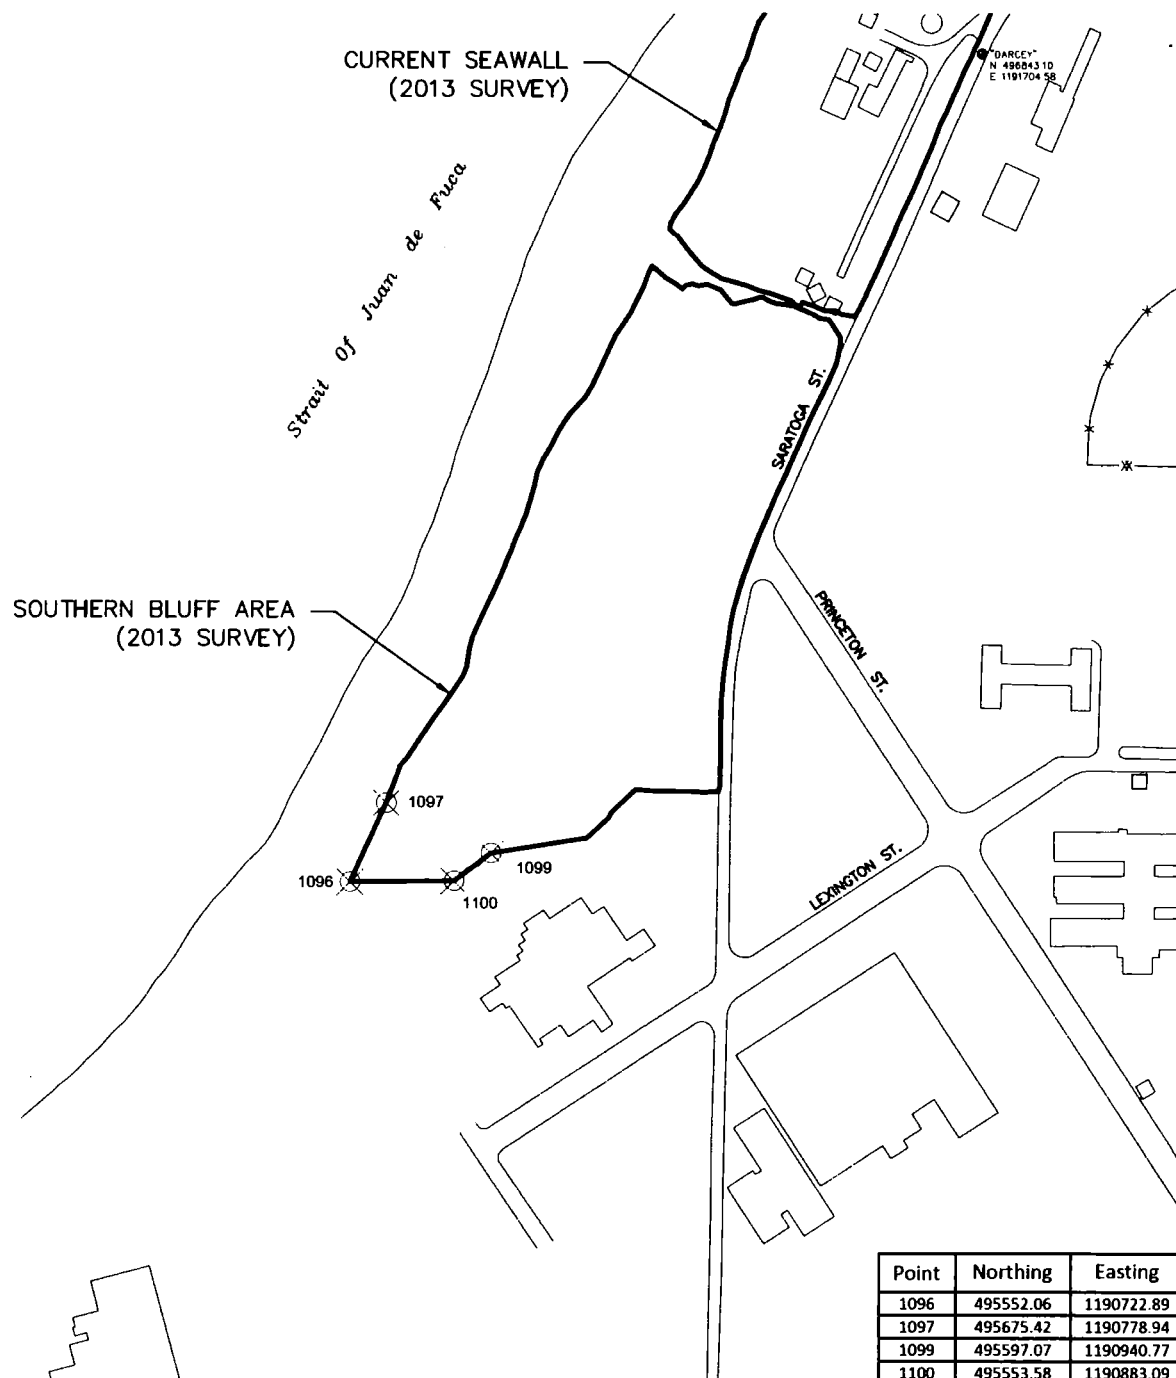 CURRENT SEAWALL
(2013 SURVEY)
"DARCEY"
N 496843.10
E 1191704.58
Strait Of Juan de Fuca
SARATOGA ST.
SOUTHERN BLUFF AREA
(2013 SURVEY)
PRINCETON ST.
1097
1099
1096
1100
LEXINGTON ST.
Point Northing Easting
1096 495552.06 1190722.89
1097 495675.42 1190778.94
1099 495597.07 1190940.77
1100 495553.58 1190883.09